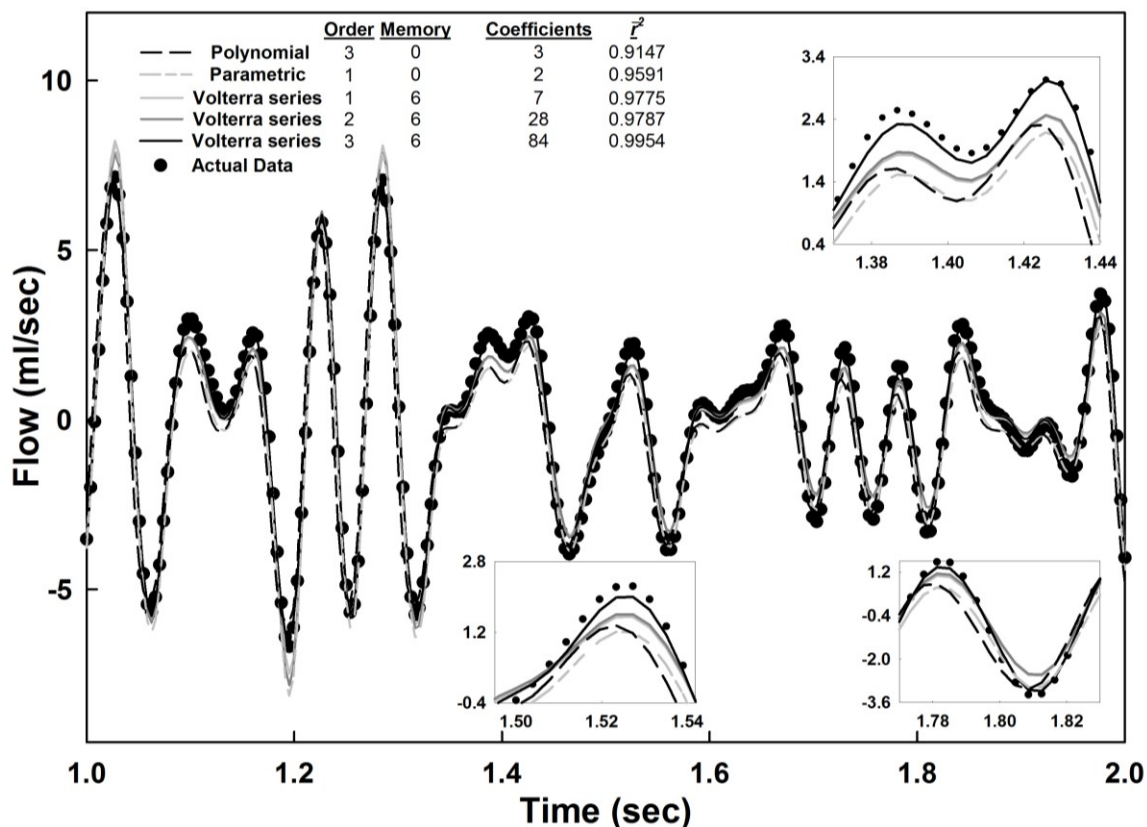 Order Memory Coefficients r̄²
Polynomial 3 0 3 0.9147
Parametric 1 0 2 0.9591
Volterra series 1 6 7 0.9775
Volterra series 2 6 28 0.9787
Volterra series 3 6 84 0.9954
Actual Data
Flow (ml/sec)
10
5
0
-5
1.0 1.2 1.4 1.6 1.8 2.0
Time (sec)
3.4
2.4
1.4
0.4
1.38 1.40 1.42 1.44
2.8
1.2
-0.4
1.50 1.52 1.54
1.2
-0.4
-2.0
-3.6
1.78 1.80 1.82